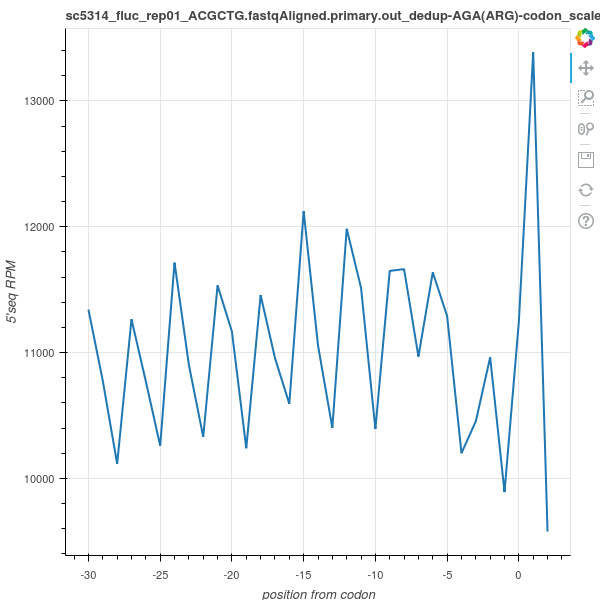 sc5314_fluc_rep01_ACGCTG.fastqAligned.primary.out_dedup-AGA(ARG)-codon_scale
13000
12000
11000
10000
5'seq RPM
-30 -25 -20 -15 -10 -5 0
position from codon